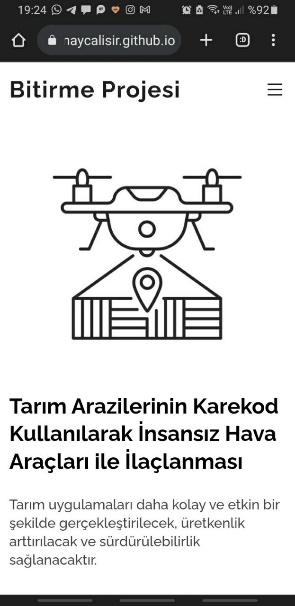 19:24 %92
naycalisir.github.io :D
Bitirme Projesi
Tarım Arazilerinin Karekod
Kullanılarak İnsansız Hava
Araçları ile İlaçlanması
Tarım uygulamaları daha kolay ve etkin bir
şekilde gerçekleştirilecek, üretkenlik
arttırılacak ve sürdürülebilirlik
sağlanacaktır.